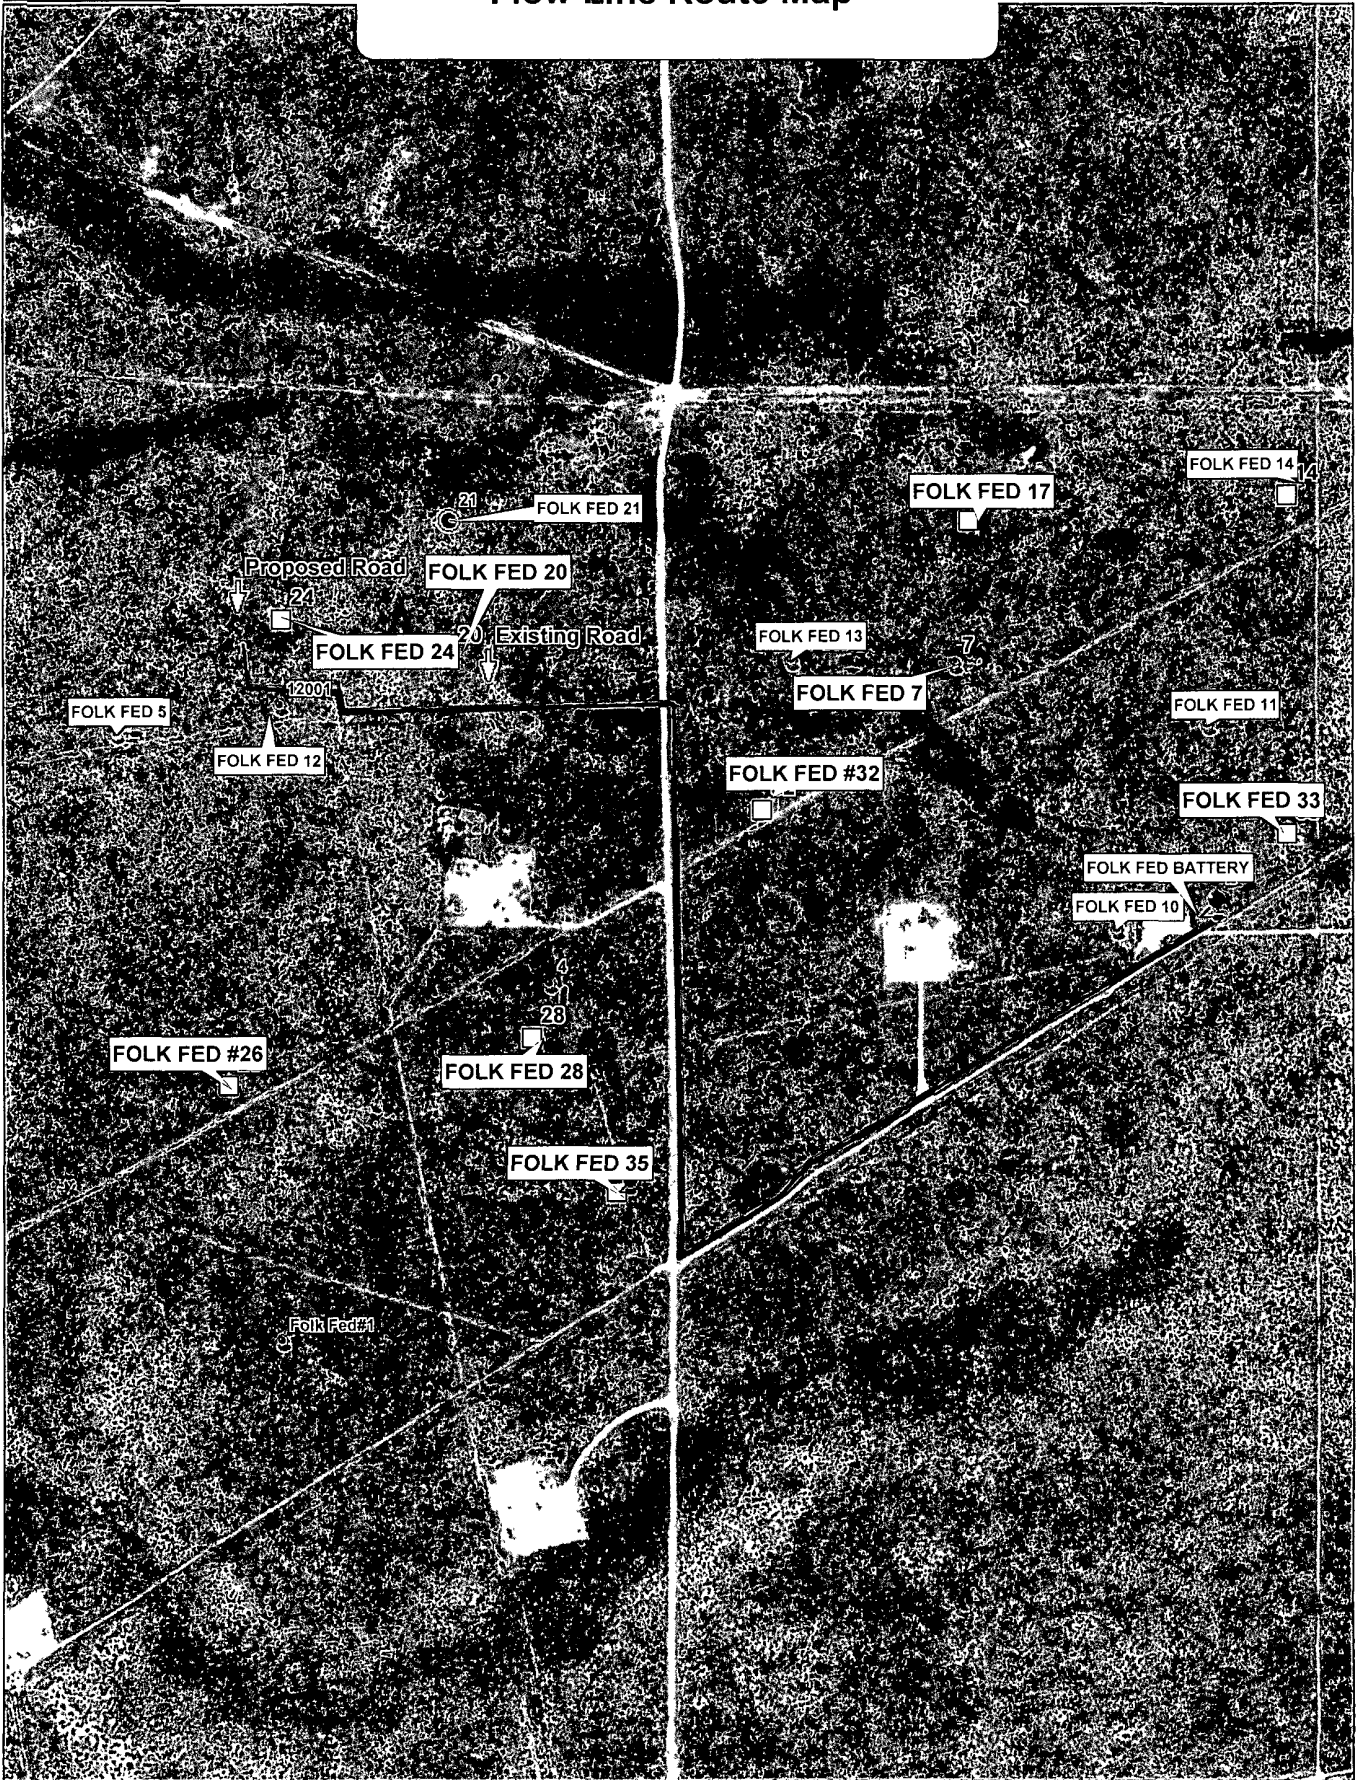 Flow Line Route Map
FOLK FED 14
14
FOLK FED 17
21
FOLK FED 21
Proposed Road
FOLK FED 20
24
FOLK FED 24
20
Existing Road
FOLK FED 13
7
FOLK FED 7
12001
FOLK FED 5
FOLK FED 11
FOLK FED 12
FOLK FED #32
FOLK FED 33
FOLK FED BATTERY
FOLK FED 10
4
28
FOLK FED #26
FOLK FED 28
FOLK FED 35
Folk Fed#1